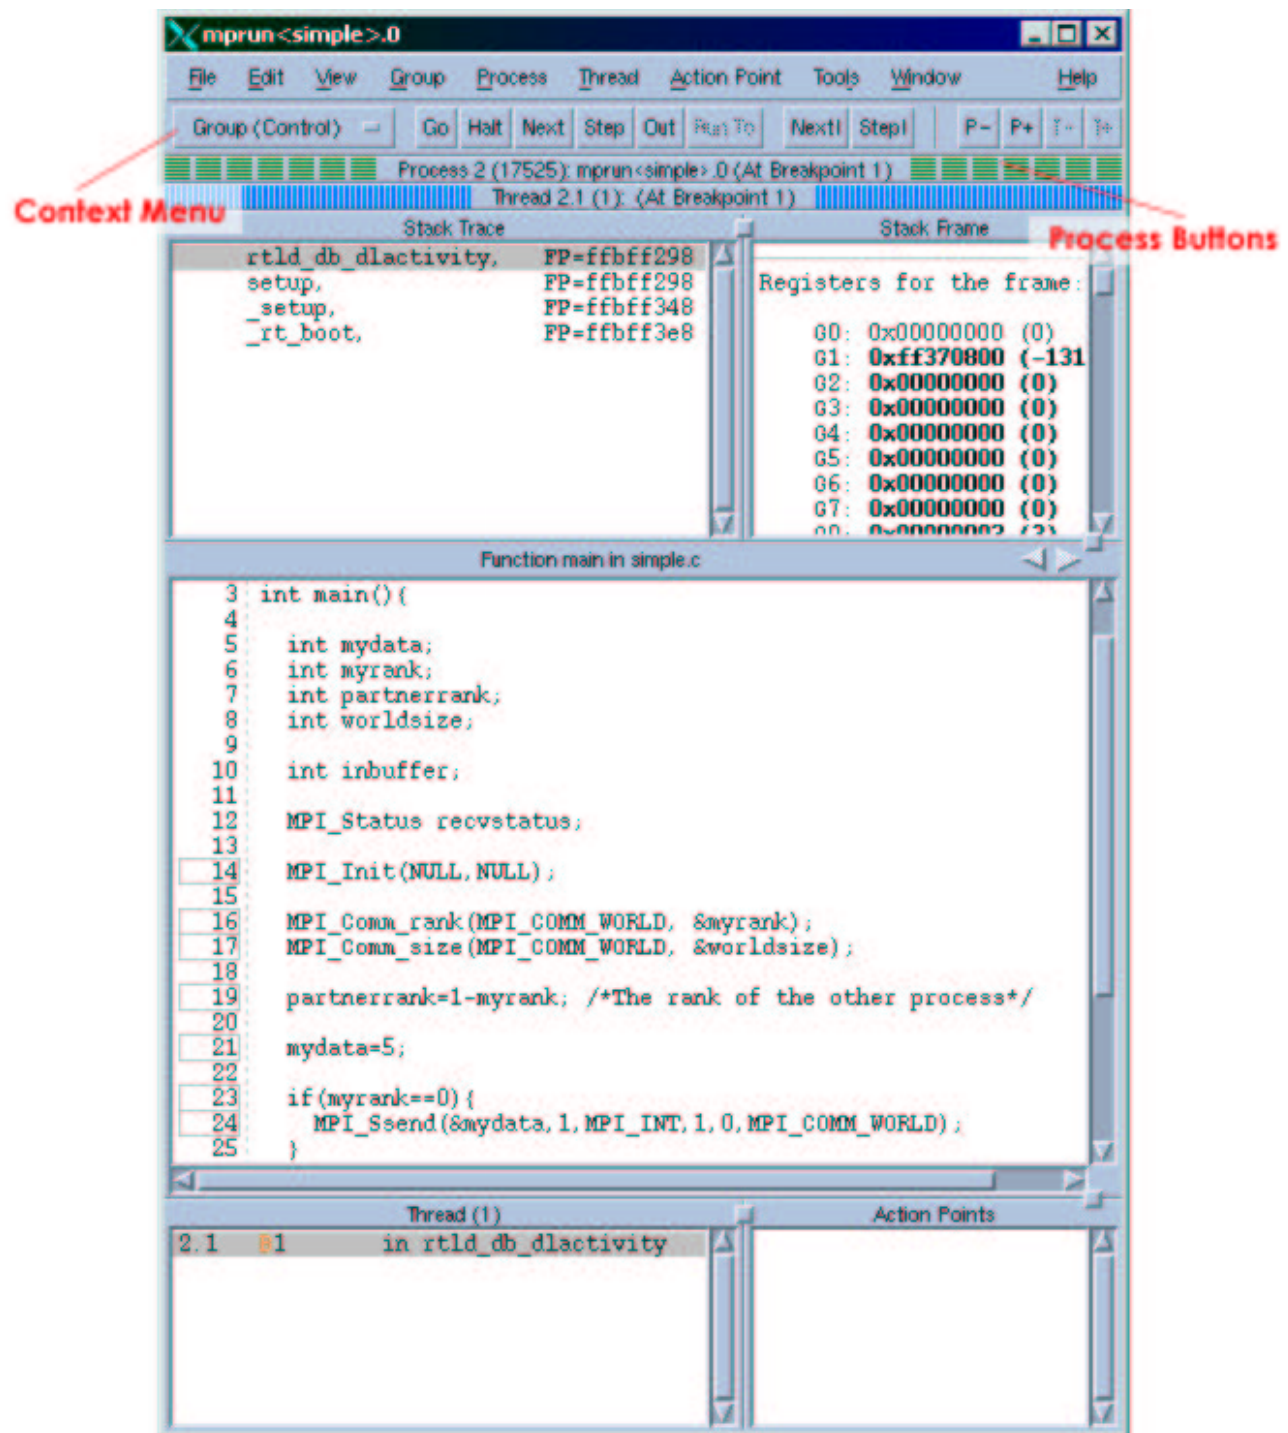 mprun<simple>.0
File Edit View Group Process Thread Action Point Tools Window Help
Group (Control) Go Halt Next Step Out Run To NextI StepI P- P+ T- T+
Process 2 (17525): mprun<simple>.0 (At Breakpoint 1)
Thread 2.1 (1): (At Breakpoint 1)
Context Menu
Process Buttons
Stack Trace
rtld_db_dlactivity, FP=ffbff298
setup, FP=ffbff298
_setup, FP=ffbff348
_rt_boot, FP=ffbff3e8
Stack Frame
Registers for the frame:
G0: 0x00000000 (0)
G1: 0xff370800 (-131
G2: 0x00000000 (0)
G3: 0x00000000 (0)
G4: 0x00000000 (0)
G5: 0x00000000 (0)
G6: 0x00000000 (0)
G7: 0x00000000 (0)
Function main in simple.c
3 int main(){
4
5 int mydata;
6 int myrank;
7 int partnerrank;
8 int worldsize;
9
10 int inbuffer;
11
12 MPI_Status recvstatus;
13
14 MPI_Init(NULL,NULL);
15
16 MPI_Comm_rank(MPI_COMM_WORLD, &myrank);
17 MPI_Comm_size(MPI_COMM_WORLD, &worldsize);
18
19 partnerrank=1-myrank; /*The rank of the other process*/
20
21 mydata=5;
22
23 if(myrank==0){
24 MPI_Ssend(&mydata,1,MPI_INT,1,0,MPI_COMM_WORLD);
25 }
Thread (1)
2.1 @1 in rtld_db_dlactivity
Action Points